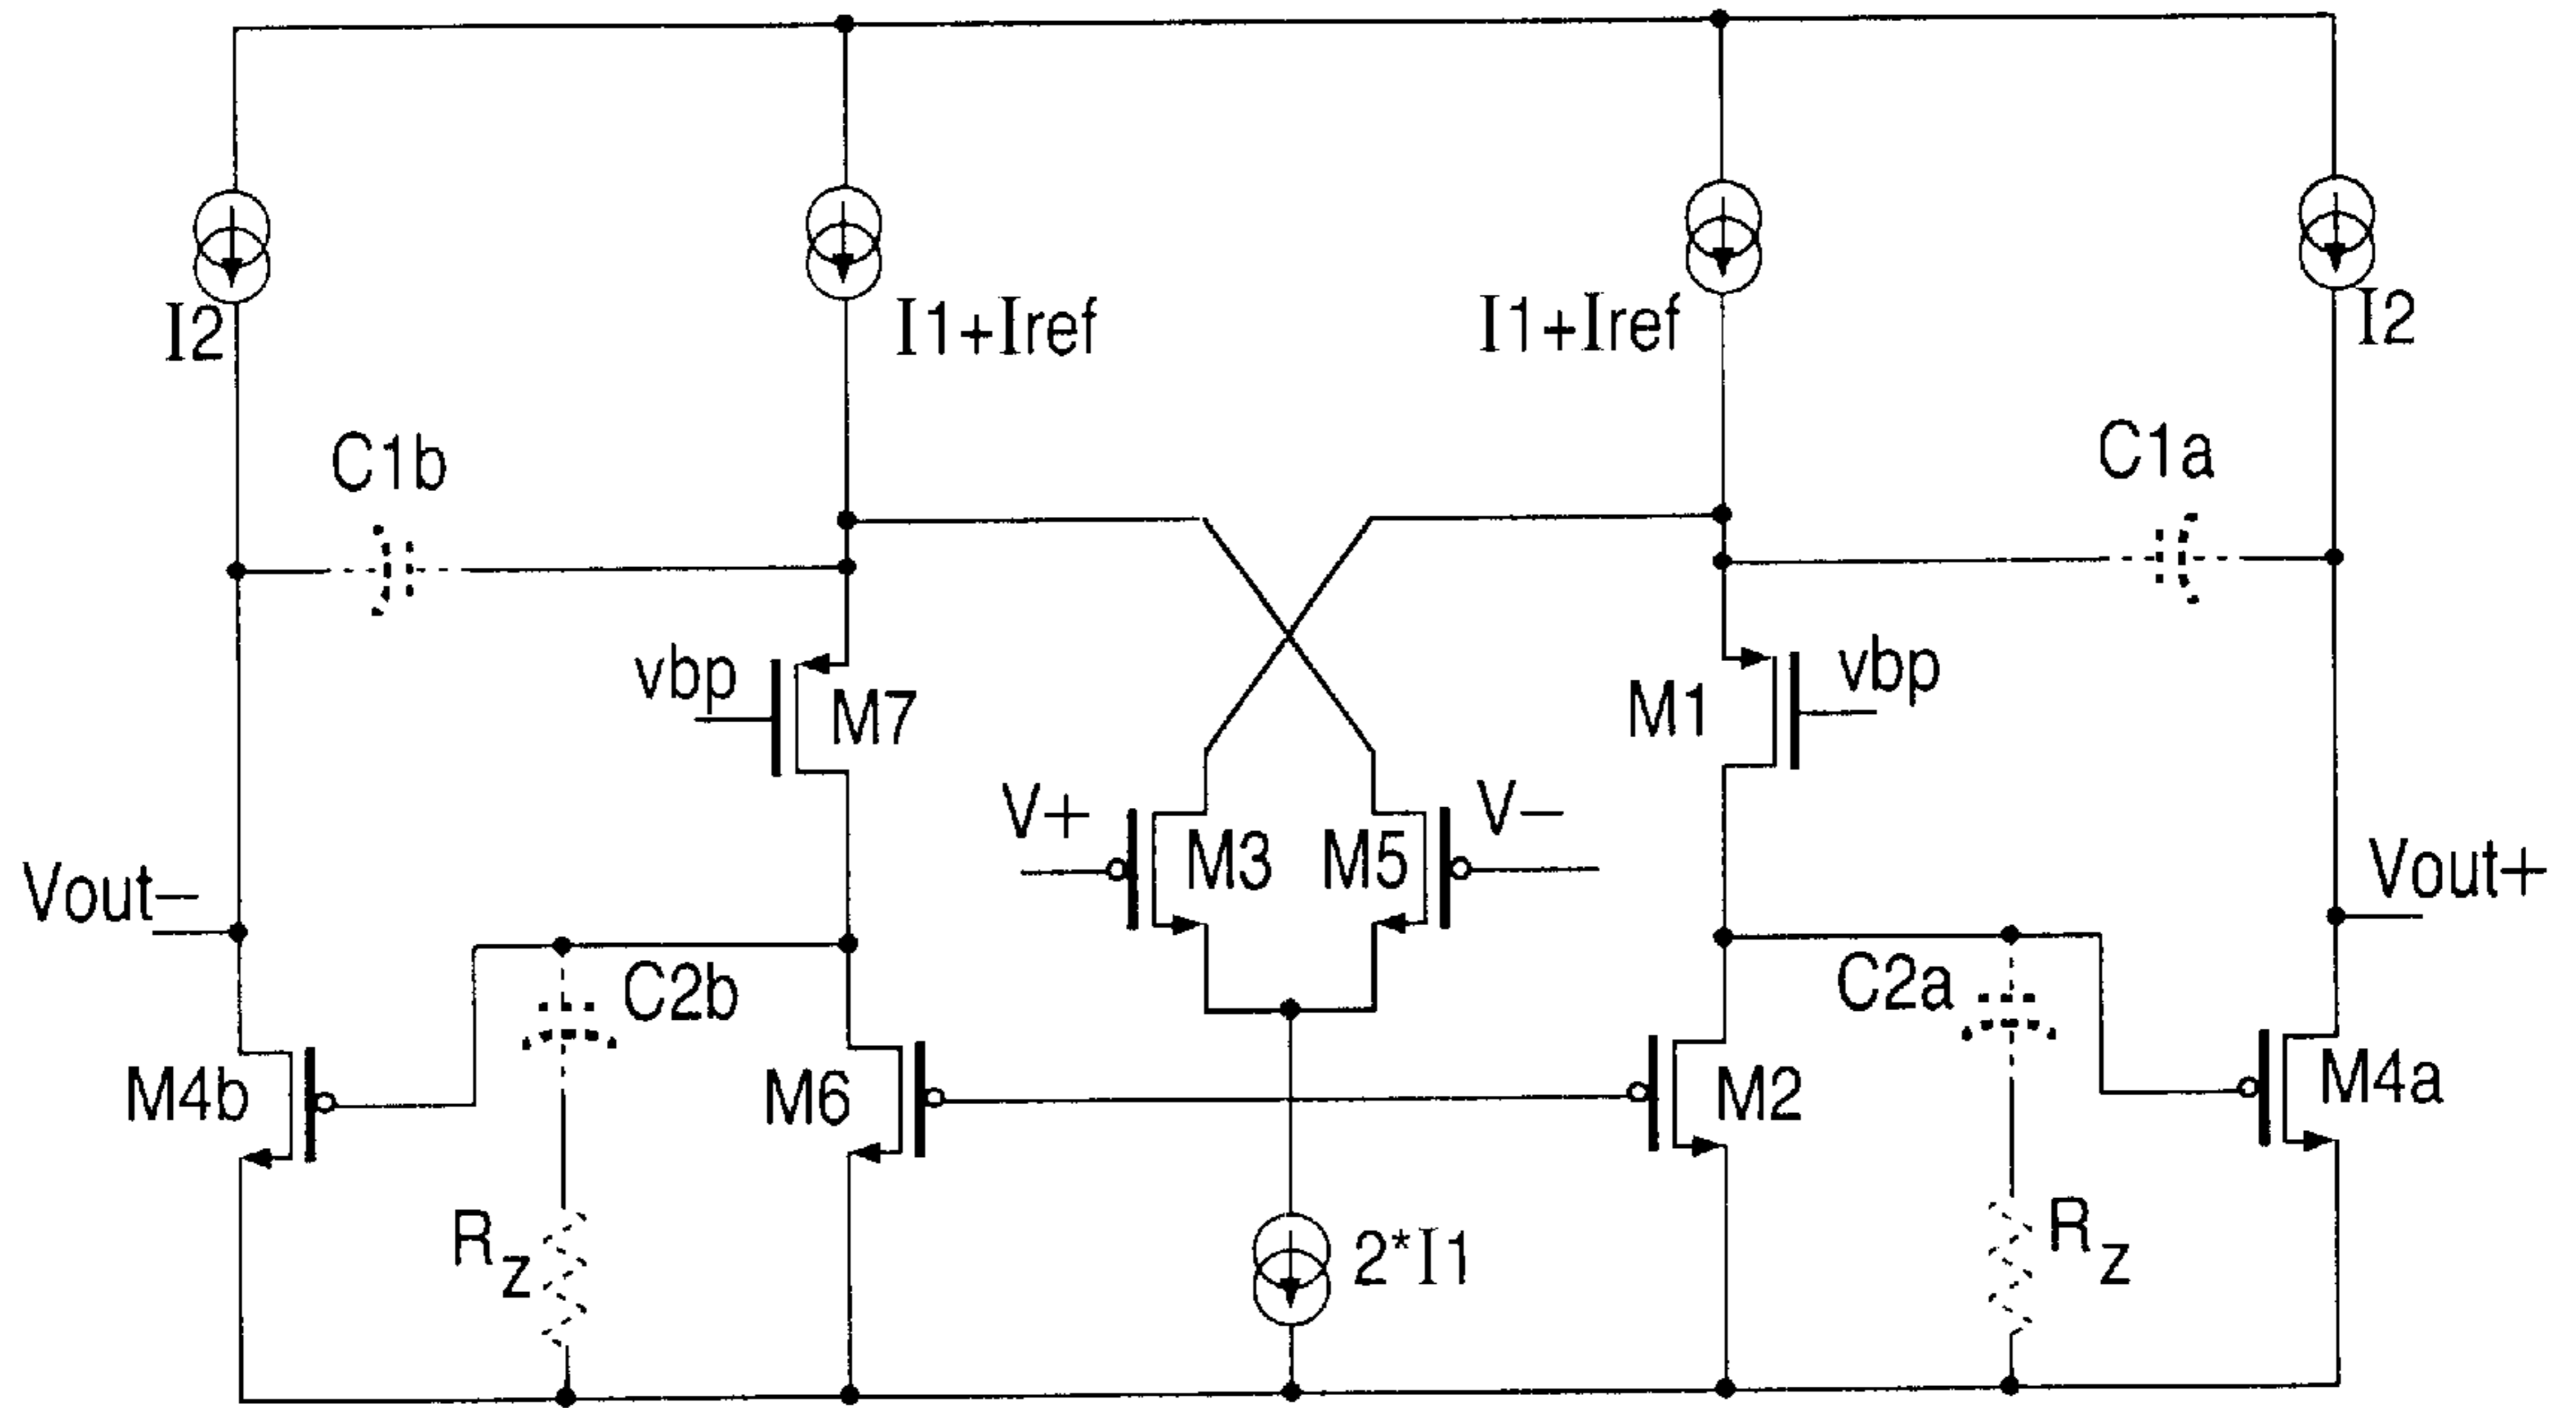 I2
I1+Iref
I1+Iref
I2
C1b
C1a
vbp
M7
M1
vbp
V+
M3
M5
V−
Vout−
Vout+
C2b
C2a
M4b
M6
M2
M4a
Rz
2*I1
Rz